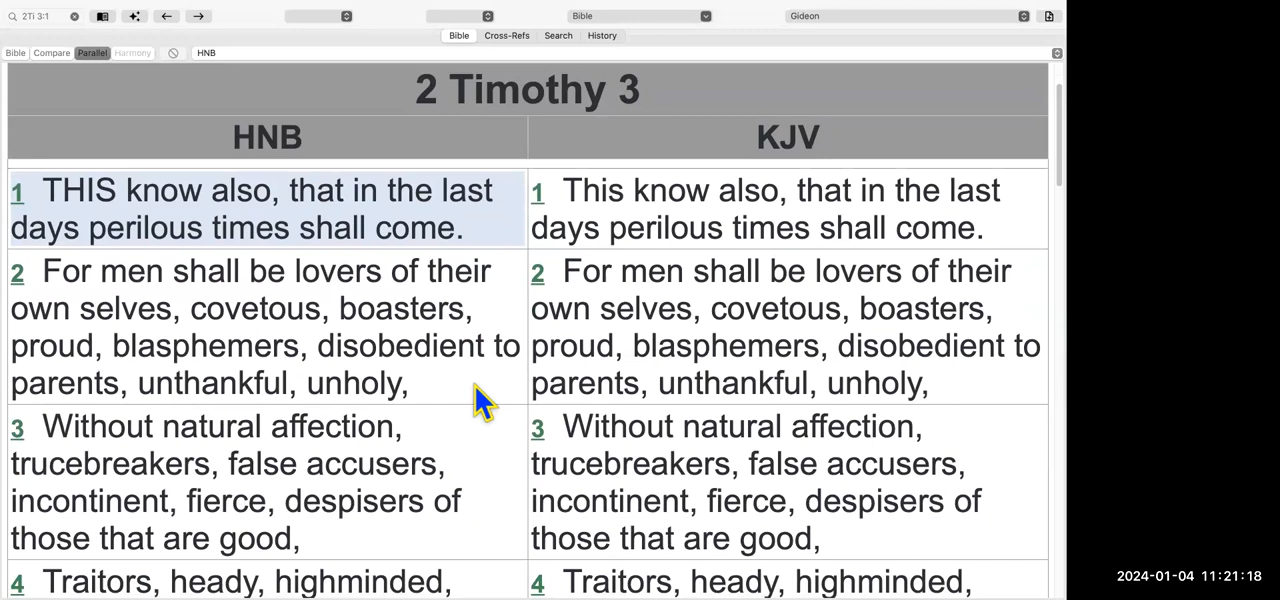 2Ti 3:1 Bible Gideon
Bible Cross-Refs Search History
Bible Compare Parallel Harmony HNB
2 Timothy 3
HNB
1 THIS know also, that in the last
days perilous times shall come.
2 For men shall be lovers of their
own selves, covetous, boasters,
proud, blasphemers, disobedient to
parents, unthankful, unholy,
3 Without natural affection,
trucebreakers, false accusers,
incontinent, fierce, despisers of
those that are good,
4 Traitors, heady, highminded,
KJV
1 This know also, that in the last
days perilous times shall come.
2 For men shall be lovers of their
own selves, covetous, boasters,
proud, blasphemers, disobedient to
parents, unthankful, unholy,
3 Without natural affection,
trucebreakers, false accusers,
incontinent, fierce, despisers of
those that are good,
4 Traitors, heady, highminded,
2024-01-04 11:21:18